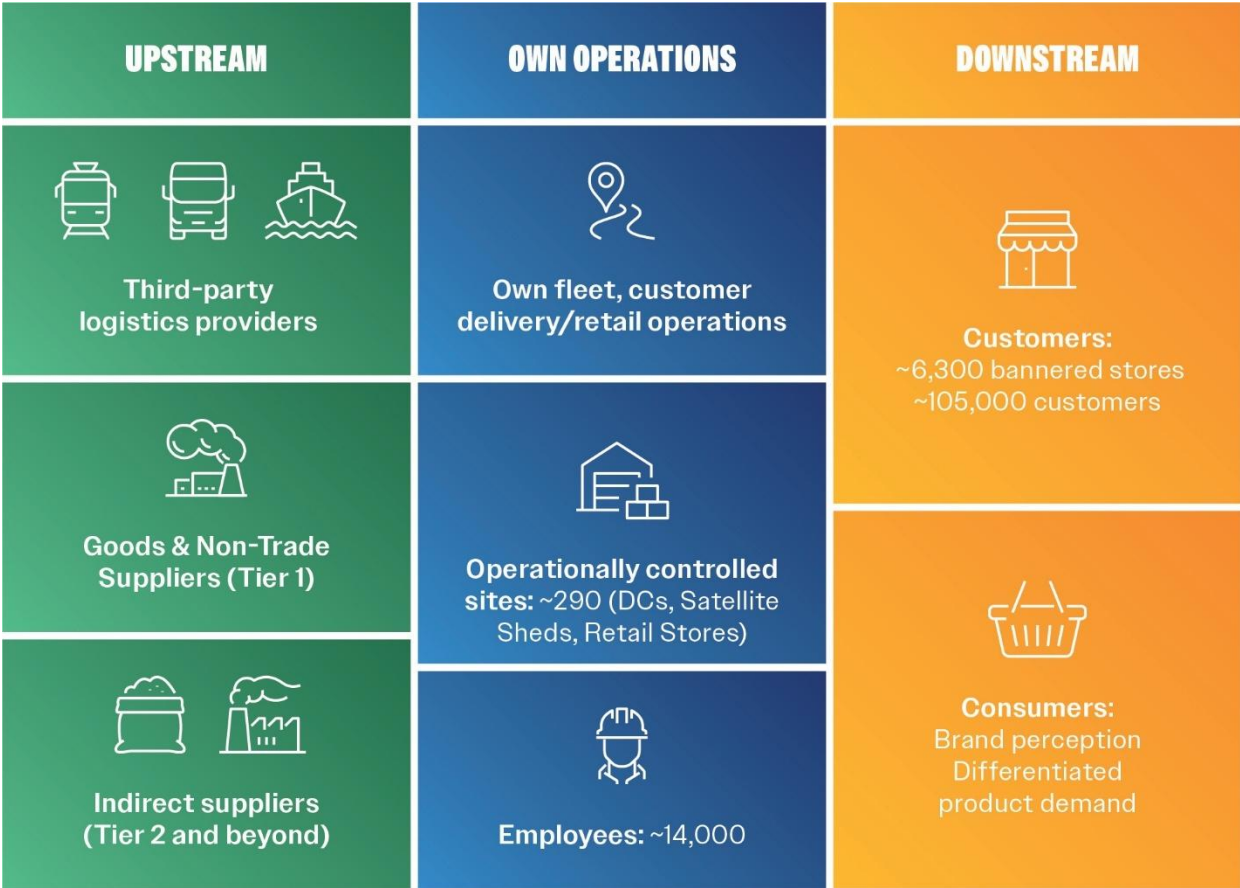 UPSTREAM
Third-party
logistics providers
Goods & Non-Trade
Suppliers (Tier 1)
Indirect suppliers
(Tier 2 and beyond)
OWN OPERATIONS
Own fleet, customer
delivery/retail operations
Operationally controlled
sites: ~290 (DCs, Satellite
Sheds, Retail Stores)
Employees: ~14,000
DOWNSTREAM
Customers:
~6,300 bannered stores
~105,000 customers
Consumers:
Brand perception
Differentiated
product demand